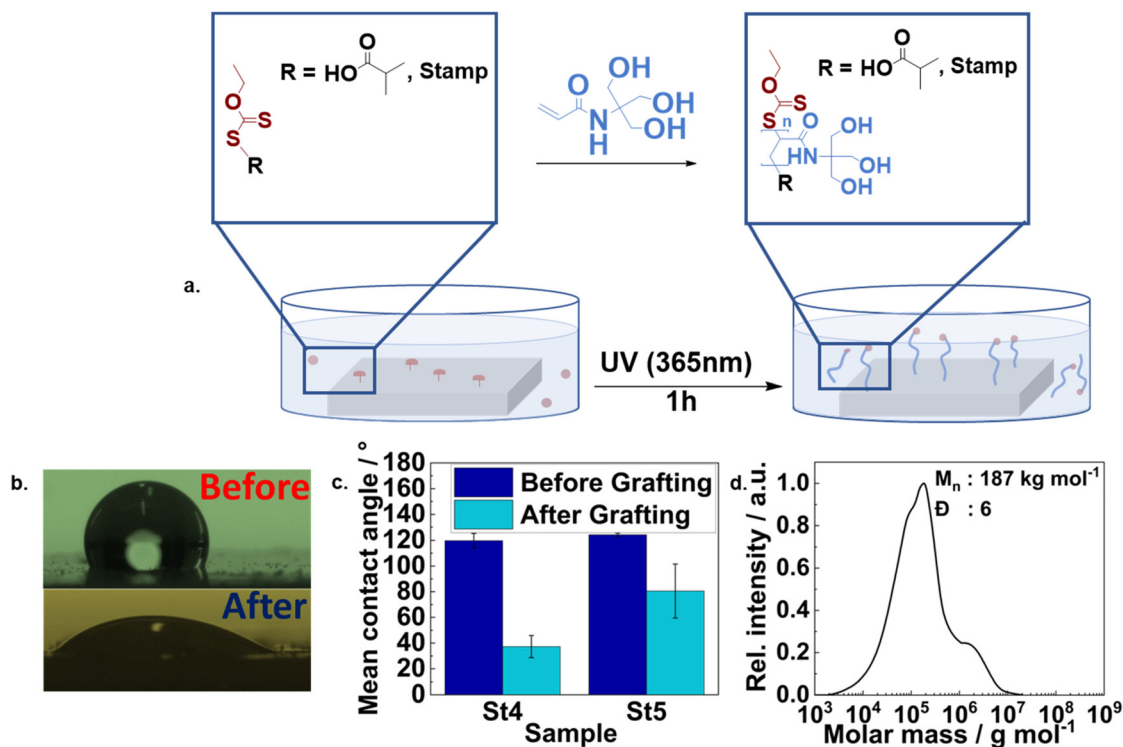 R = HO O , Stamp
O
S
S
R
O
N
H
OH
OH
OH
R = HO O , Stamp
O
S
S
n
O
HN
OH
OH
OH
R
a.
UV (365nm)
1h
b.
Before
After
c.
Mean contact angle / °
180
160
140
120
100
80
60
40
20
0
Before Grafting
After Grafting
St4 St5
Sample
d.
Rel. intensity / a.u.
1.0
0.8
0.6
0.4
0.2
0.0
Mn : 187 kg mol⁻¹
Đ : 6
10³ 10⁴ 10⁵ 10⁶ 10⁷ 10⁸ 10⁹
Molar mass / g mol⁻¹